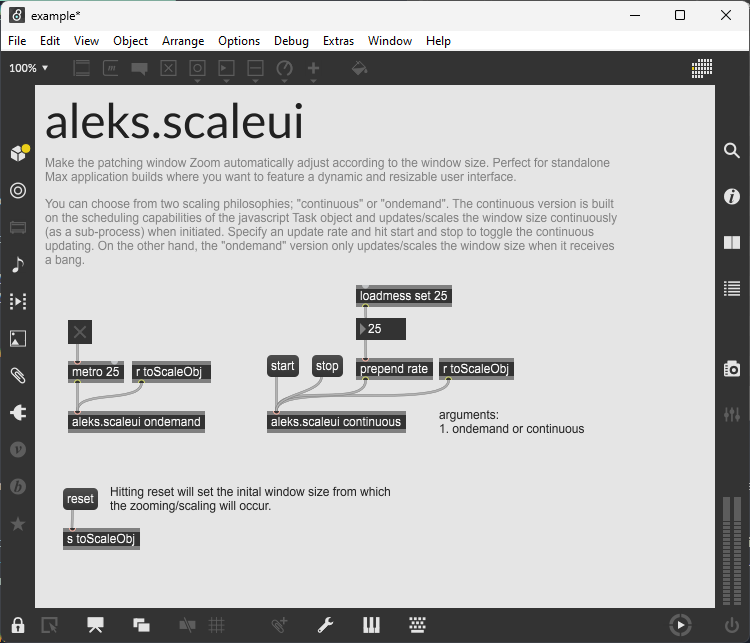 example*
File Edit View Object Arrange Options Debug Extras Window Help
100%
aleks.scaleui
Make the patching window Zoom automatically adjust according to the window size. Perfect for standalone
Max application builds where you want to feature a dynamic and resizable user interface.
You can choose from two scaling philosophies; "continuous" or "ondemand". The continuous version is built
on the scheduling capabilities of the javascript Task object and updates/scales the window size continuously
(as a sub-process) when initiated. Specify an update rate and hit start and stop to toggle the continuous
updating. On the other hand, the "ondemand" version only updates/scales the window size when it receives
a bang.
loadmess set 25
25
start stop prepend rate r toScaleObj
metro 25 r toScaleObj
aleks.scaleui ondemand
aleks.scaleui continuous
arguments:
1. ondemand or continuous
reset
Hitting reset will set the inital window size from which
the zooming/scaling will occur.
s toScaleObj